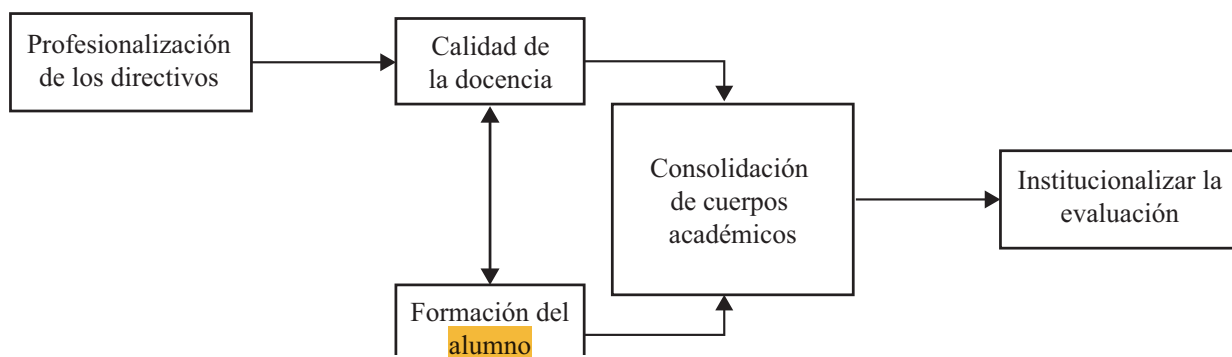 Profesionalización
de los directivos
Calidad de
la docencia
Consolidación
de cuerpos
académicos
Institucionalizar la
evaluación
Formación del
alumno